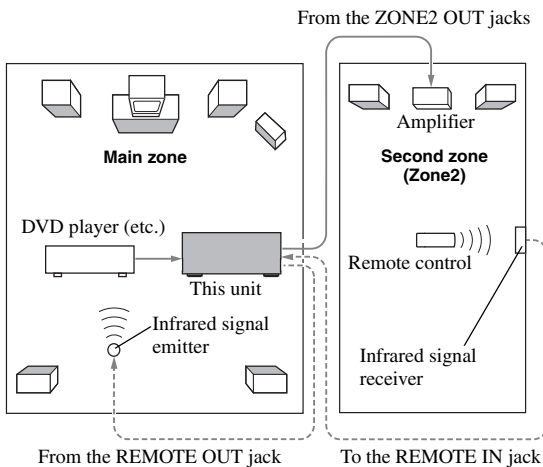 From the ZONE2 OUT jacks
Main zone
Amplifier
Second zone
(Zone2)
DVD player (etc.)
This unit
Remote control
Infrared signal
emitter
Infrared signal
receiver
From the REMOTE OUT jack
To the REMOTE IN jack